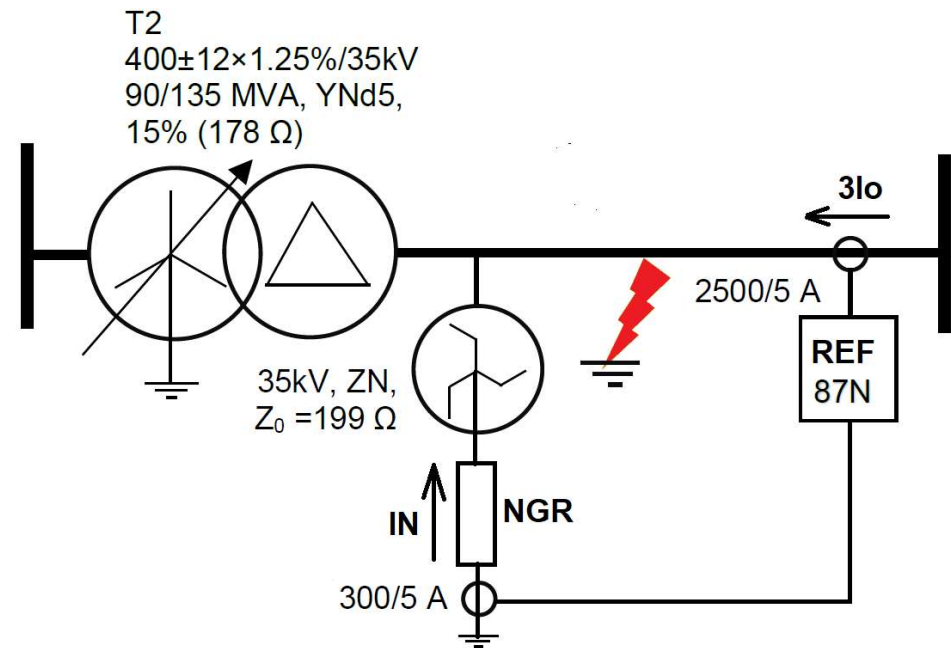 T2
400±12×1.25%/35kV
90/135 MVA, YNd5,
15% (178 Ω)
3Io
2500/5 A
REF
87N
35kV, ZN,
Z₀ =199 Ω
IN
NGR
300/5 A